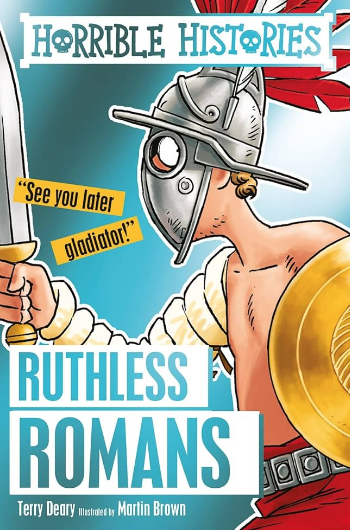 HORRIBLE HISTORIES
"See you later
gladiator!"
RUTHLESS
ROMANS
Terry Deary Illustrated by Martin Brown